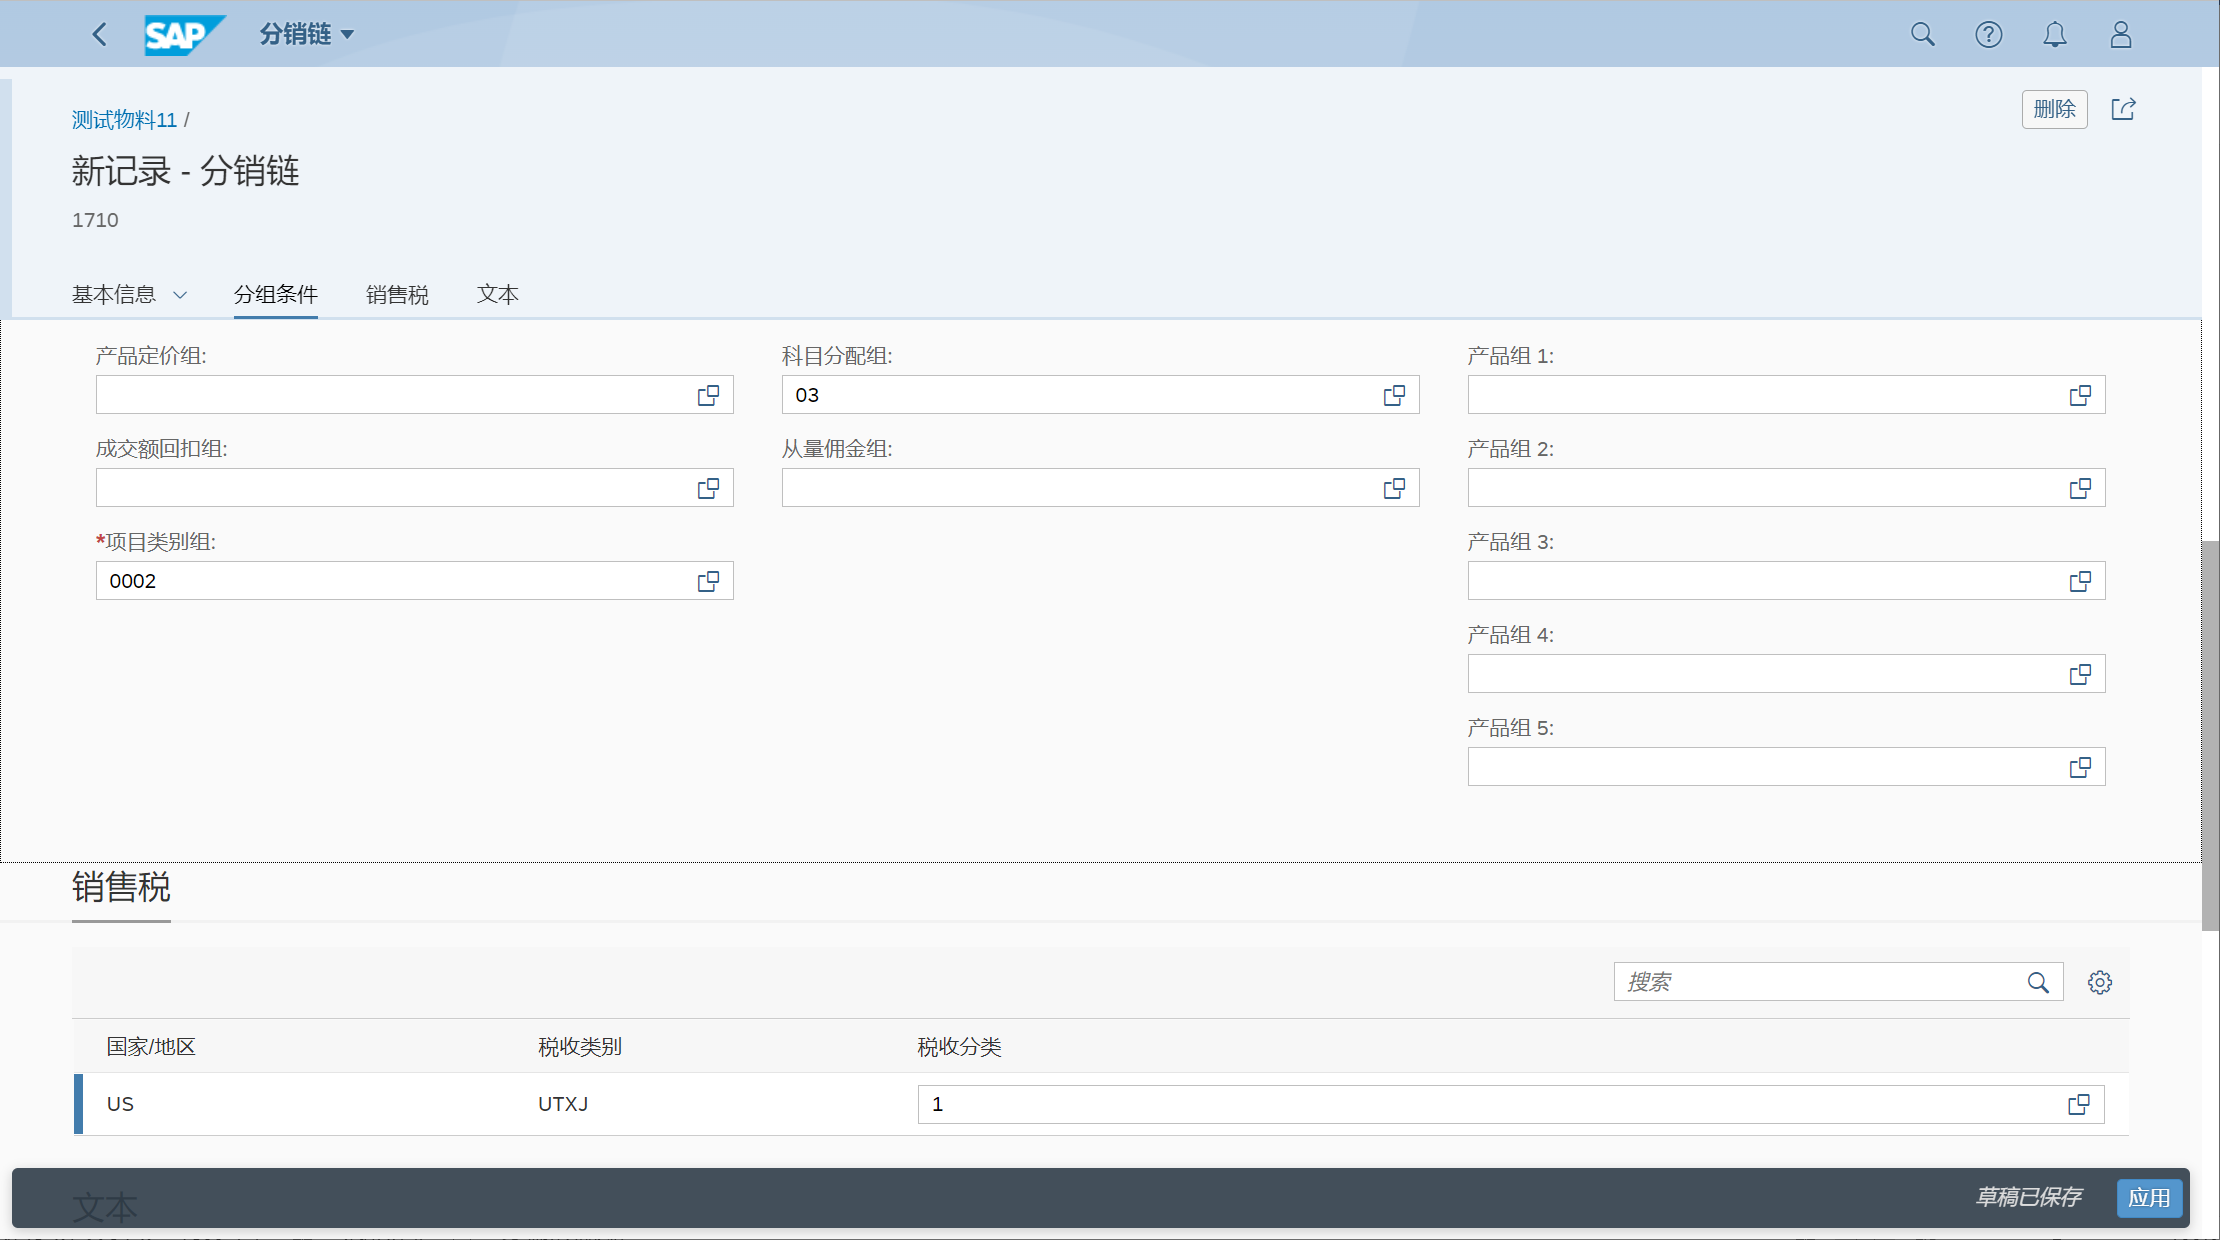 SAP 分销链
测试物料11 /
删除
新记录 - 分销链
1710
基本信息 分组条件 销售税 文本
产品定价组: 科目分配组: 产品组 1:
03
成交额回扣组: 从量佣金组: 产品组 2:
*项目类别组: 产品组 3:
0002
产品组 4:
产品组 5:
销售税
搜索
国家/地区 税收类别 税收分类
US UTXJ 1
文本
草稿已保存 应用